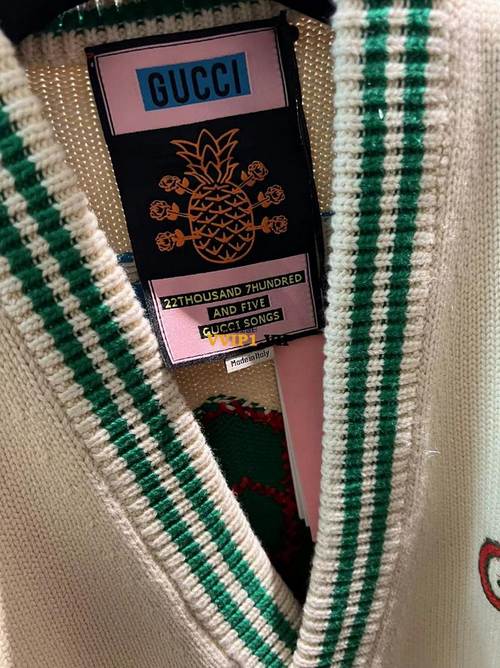 GUCCI
22THOUSAND 7HUNDRED
AND FIVE
GUCCI SONGS
Made in Italy